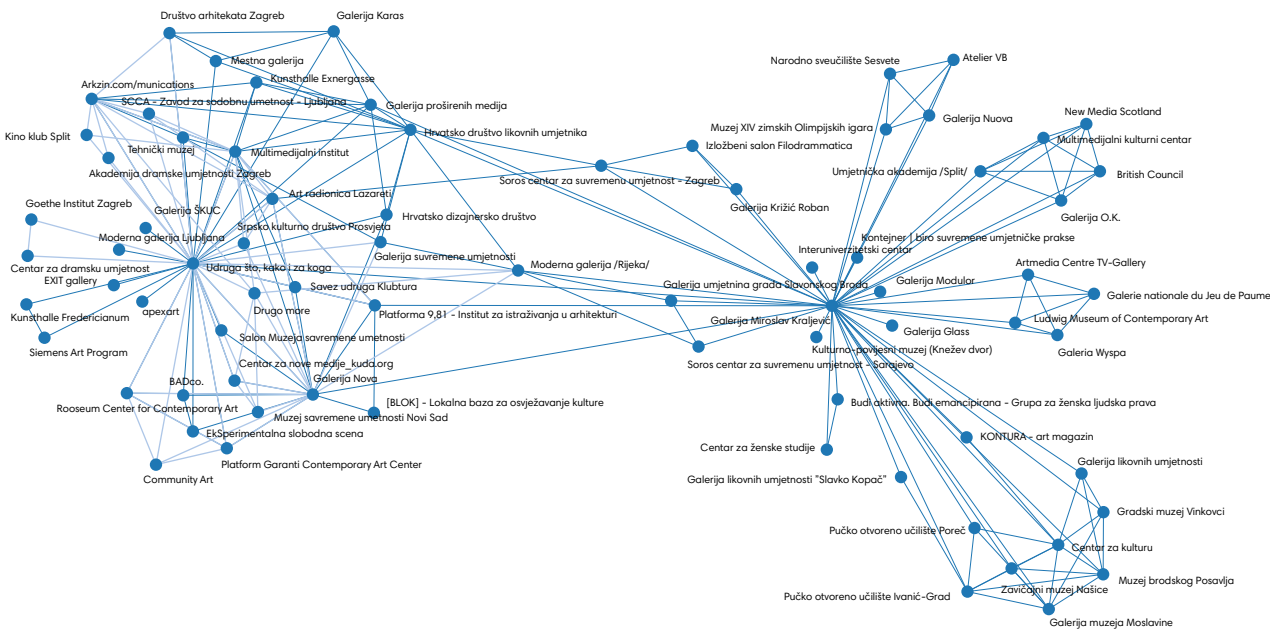 Društvo arhitekata Zagreb
Galerija Karas
Mestna galerija
Narodno sveučilište Sesvete
Atelier VB
Kunsthalle Exnergasse
Arkzin.com/munications
SCCA - Zavod za sodobnu umetnost - Ljubljana
Galerija proširenih medija
New Media Scotland
Galerija Nuova
Muzej XIV zimskih Olimpijskih igara
Hrvatsko društvo likovnih umjetnika
Kino klub Split
Multimedijalni kulturni centar
Izložbeni salon Filodrammatica
Tehnički muzej
Multimedijalni institut
Umjetnička akademija /Split/
British Council
Akademija dramske umjetnosti Zagreb
Soros centar za suvremenu umjetnost - Zagreb
Art radionica Lazareti
Goethe Institut Zagreb
Galerija ŠKUC
Galerija Križić Roban
Hrvatsko dizajnersko društvo
Galerija O.K.
Srpsko kulturno društvo Prosvjeta
Moderna galerija Ljubljana
Kontejner | biro suvremene umjetničke prakse
Interuniverzitetski centar
Galerija suvremene umjetnosti
Centar za dramsku umjetnost
Udruga što, kako i za koga
Moderna galerija /Rijeka/
Artmedia Centre TV-Gallery
EXIT gallery
Savez udruga Klubtura
Galerija umjetnina grada Slavonskog Broda
Galerija Modulor
Galerie nationale du Jeu de Paume
Kunsthalle Fredericianum
apexart
Drugo more
Platforma 9,81 - Institut za istraživanja u arhitekturi
Galerija Miroslav Kraljević
Ludwig Museum of Contemporary Art
Galerija Glass
Salon Muzeja savremene umetnosti
Siemens Art Program
Kulturno-povijesni muzej (Knežev dvor)
Galeria Wyspa
Centar za nove medije_kuda.org
Soros centar za suvremenu umjetnost - Sarajevo
Galerija Nova
BADco.
Rooseum Center for Contemporary Art
[BLOK] - Lokalna baza za osvježavanje kulture
Budi aktivna. Budi emancipirana - Grupa za ženska ljudska prava
Muzej savremene umetnosti Novi Sad
EkSperimentalna slobodna scena
KONTURA - art magazin
Centar za ženske studije
Platform Garanti Contemporary Art Center
Galerija likovnih umjetnosti
Community Art
Galerija likovnih umjetnosti "Slavko Kopač"
Gradski muzej Vinkovci
Pučko otvoreno učilište Poreč
Centar za kulturu
Muzej brodskog Posavlja
Zavičajni muzej Našice
Pučko otvoreno učilište Ivanić-Grad
Galerija muzeja Moslavine